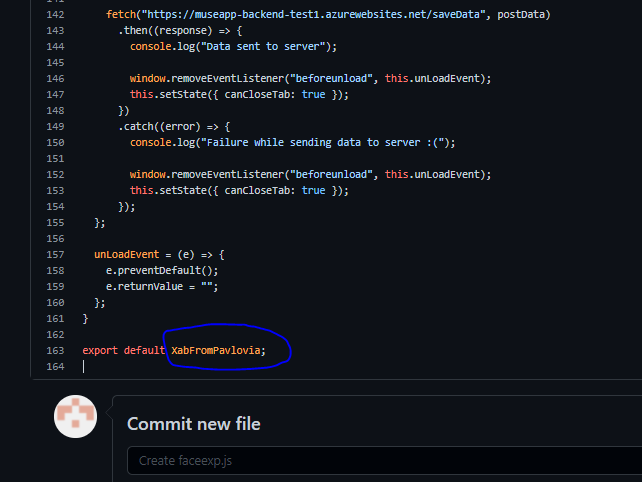 141
142 fetch("https://museapp-backend-test1.azurewebsites.net/saveData", postData)
143 .then((response) => {
144 console.log("Data sent to server");
145
146 window.removeEventListener("beforeunload", this.unLoadEvent);
147 this.setState({ canCloseTab: true });
148 })
149 .catch((error) => {
150 console.log("Failure while sending data to server :(");
151
152 window.removeEventListener("beforeunload", this.unLoadEvent);
153 this.setState({ canCloseTab: true });
154 });
155 };
156
157 unLoadEvent = (e) => {
158 e.preventDefault();
159 e.returnValue = "";
160 };
161 }
162
163 export default XabFromPavlovia;
164
Commit new file
Create faceexp.js